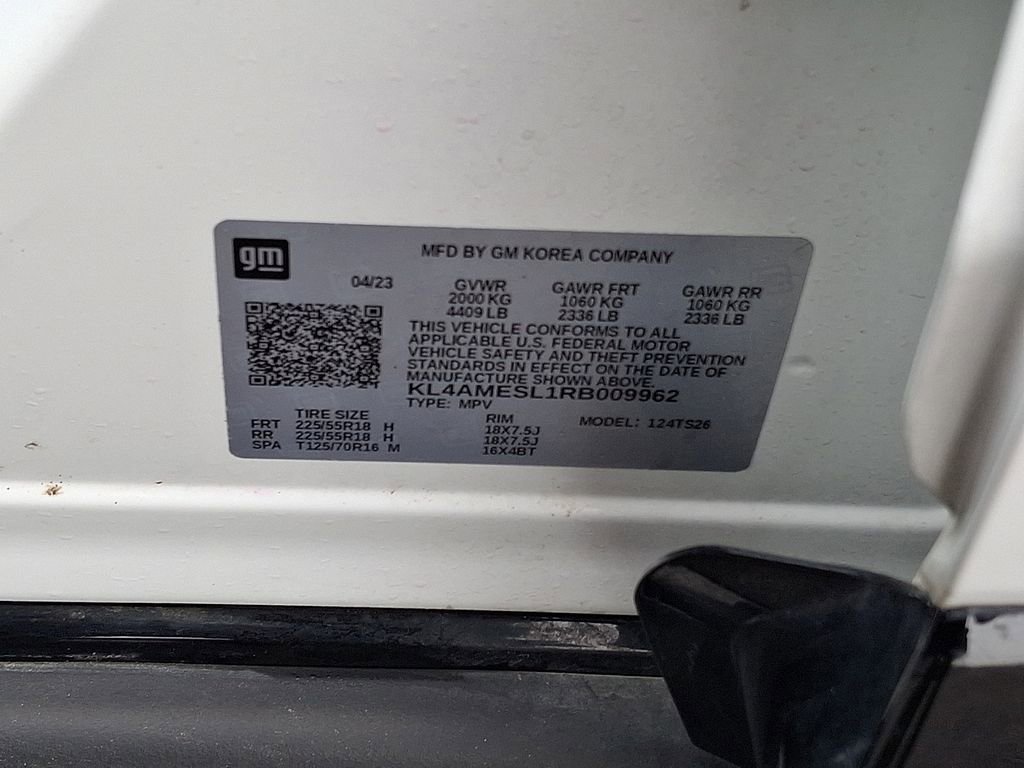 gm
MFD BY GM KOREA COMPANY
04/23
GVWR GAWR FRT GAWR RR
2000 KG 1060 KG 1060 KG
4409 LB 2336 LB 2336 LB
THIS VEHICLE CONFORMS TO ALL
APPLICABLE U.S. FEDERAL MOTOR
VEHICLE SAFETY AND THEFT PREVENTION
STANDARDS IN EFFECT ON THE DATE OF
MANUFACTURE SHOWN ABOVE.
KL4AMESL1RB009962
TYPE: MPV
TIRE SIZE RIM MODEL: 124TS26
FRT 225/55R18 H 18X7.5J
RR 225/55R18 H 18X7.5J
SPA T125/70R16 M 16X4BT